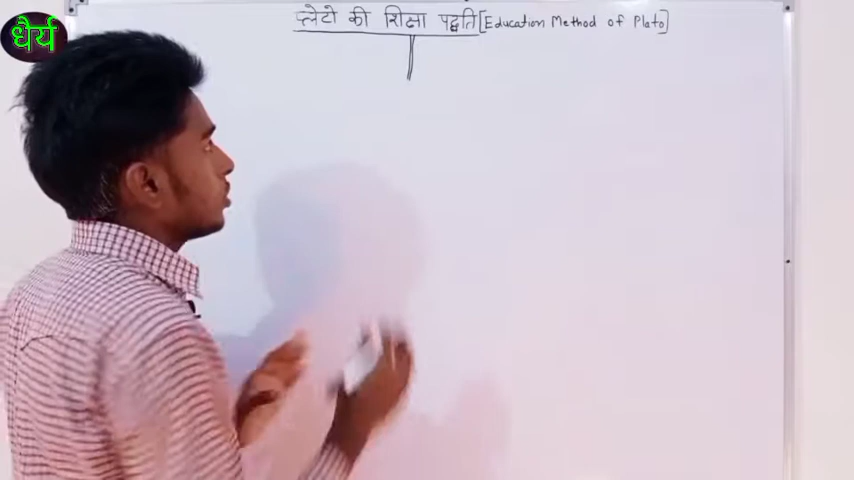 धैर्य
प्लेटो की शिक्षा पद्धति [Education Method of Plato]